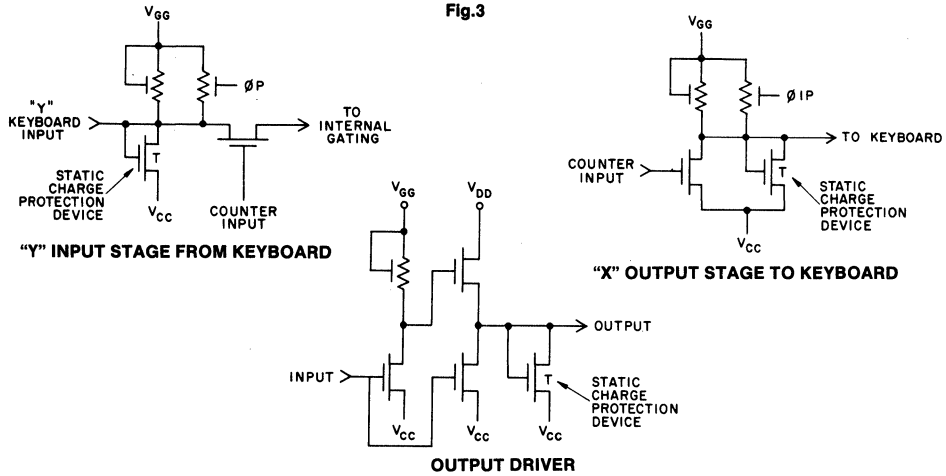 Fig.3
VGG
ØP
"Y"
KEYBOARD
INPUT
TO
INTERNAL
GATING
T
STATIC
CHARGE
PROTECTION
DEVICE
VCC
COUNTER
INPUT
"Y" INPUT STAGE FROM KEYBOARD
VGG
Ø1P
TO KEYBOARD
COUNTER
INPUT
T
STATIC
CHARGE
PROTECTION
DEVICE
VCC
"X" OUTPUT STAGE TO KEYBOARD
VGG
VDD
OUTPUT
INPUT
T
STATIC
CHARGE
PROTECTION
DEVICE
VCC
VCC
VCC
OUTPUT DRIVER